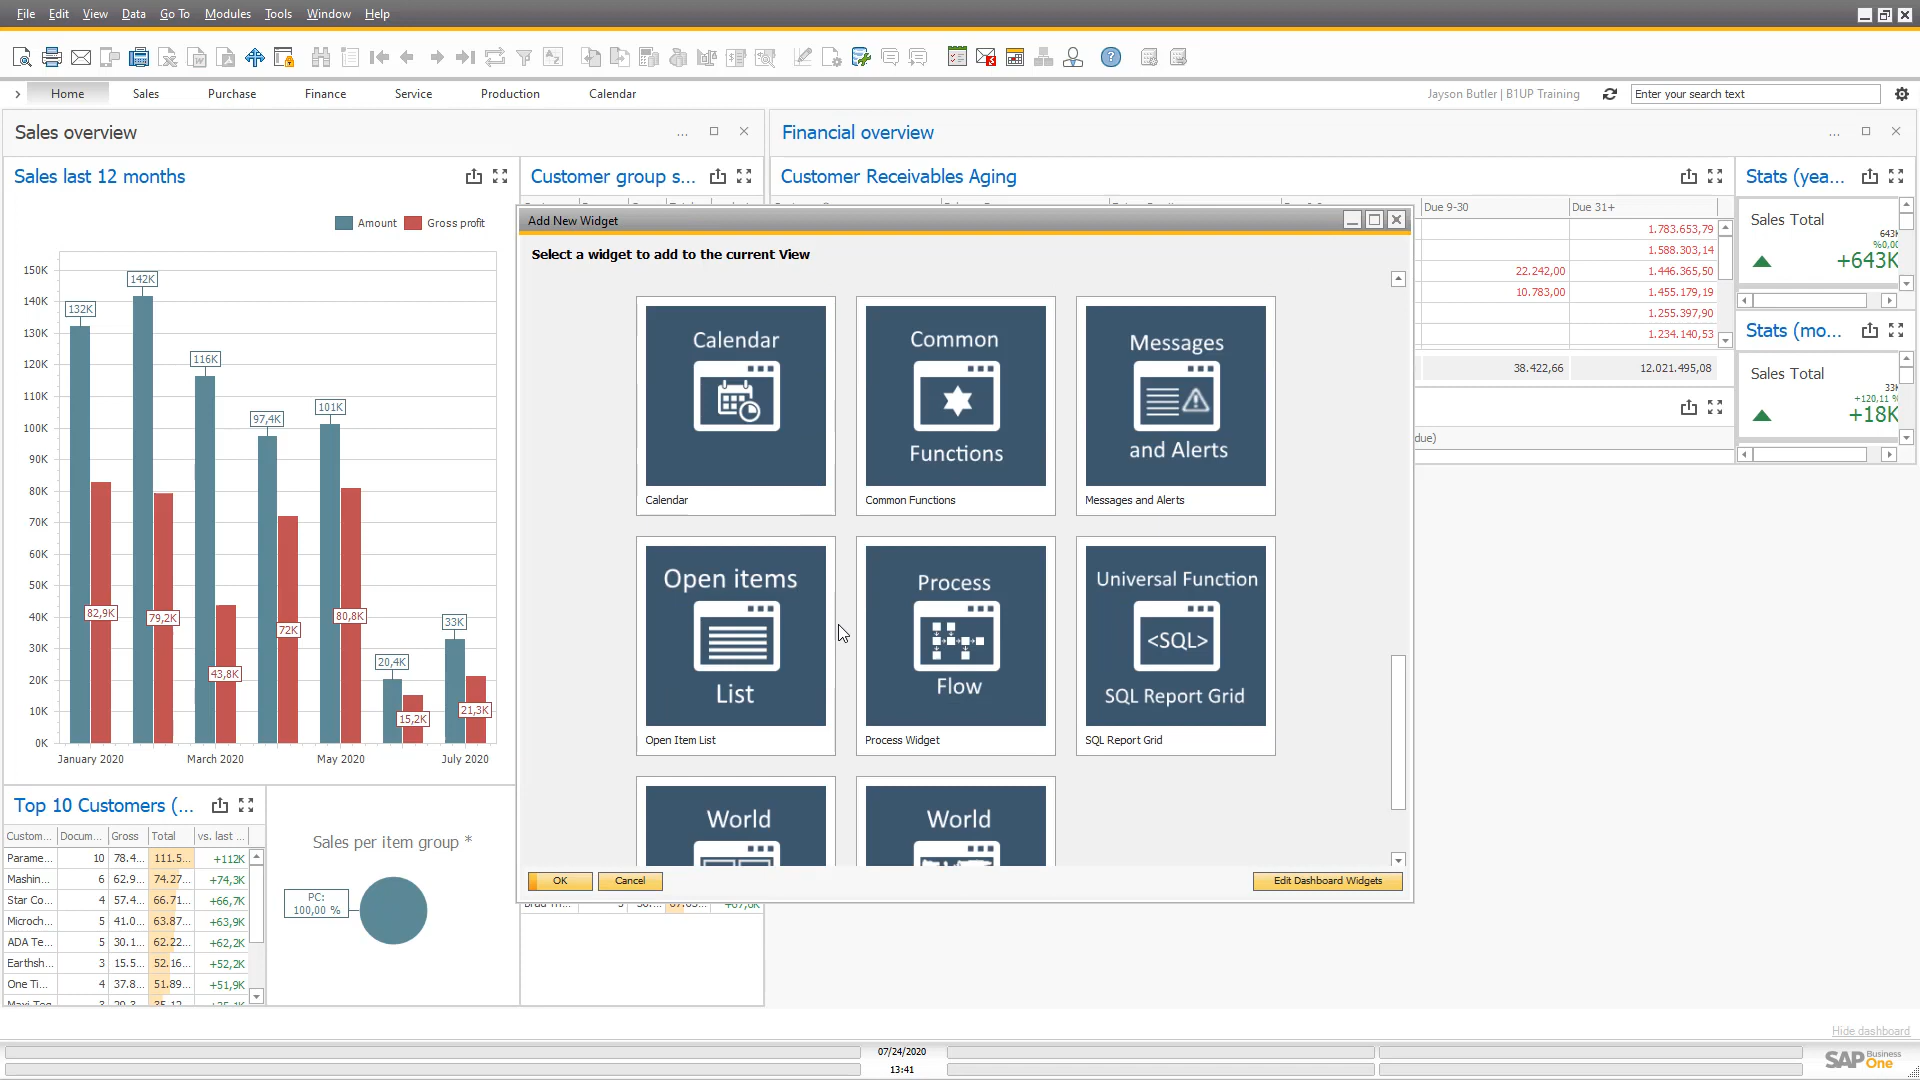 File Edit View Data Go To Modules Tools Window Help
Home Sales Purchase Finance Service Production Calendar
Jayson Butler | B1UP Training
Enter your search text
Sales overview
...
Financial overview
...
Sales last 12 months
Customer group s...
Customer Receivables Aging
Stats (yea...
Amount Gross profit
150K
140K
130K
120K
110K
100K
90K
80K
70K
60K
50K
40K
30K
20K
10K
0K
132K
142K
116K
97,4K
101K
20,4K
33K
82,9K
79,2K
43,8K
72K
80,8K
15,2K
21,3K
January 2020 March 2020 May 2020 July 2020
Add New Widget
Select a widget to add to the current View
Calendar
Calendar
Common
Functions
Common Functions
Messages
and Alerts
Messages and Alerts
Open items
List
Open Item List
Process
Flow
Process Widget
Universal Function
<SQL>
SQL Report Grid
SQL Report Grid
World
World
OK Cancel Edit Dashboard Widgets
Due 9-30 Due 31+
1.783.653,79
1.588.303,14
22.242,00 1.446.365,50
10.783,00 1.455.179,19
1.255.397,90
1.234.140,53
38.422,66 12.021.495,08
due)
Sales Total
643K
%0,00
+643K
Stats (mo...
Sales Total
33K
+120,11 %
+18K
Top 10 Customers (...
Custom... Docum... Gross Total vs. last ...
Parame... 10 78.4... 111.5... +112K
Mashin... 6 62.9... 74.27... +74,3K
Star Co... 4 57.4... 66.71... +66,7K
Microch... 5 41.0... 63.87... +63,9K
ADA Te... 5 30.1... 62.22... +62,2K
Earthsh... 3 15.5... 52.16... +52,2K
One Ti... 4 37.8... 51.89... +51,9K
Sales per item group *
PC:
100,00 %
Hide dashboard
07/24/2020
13:41
SAP Business One